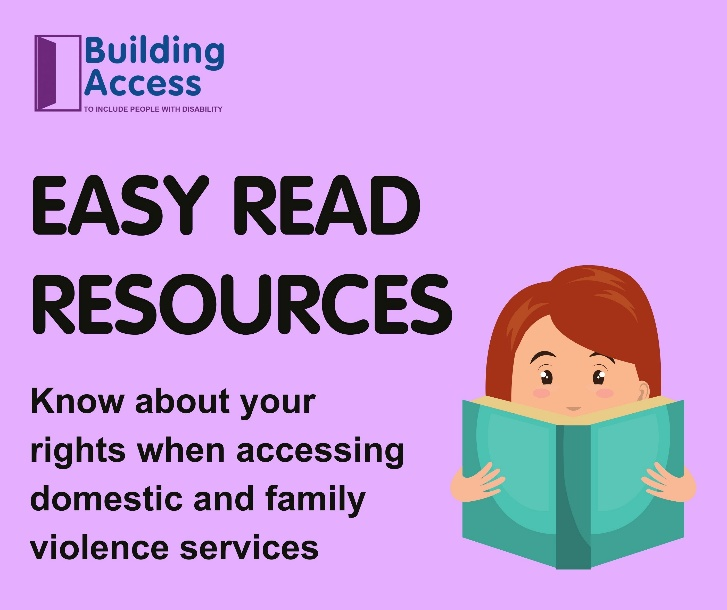 Building
Access
TO INCLUDE PEOPLE WITH DISABILITY
EASY READ
RESOURCES
Know about your
rights when accessing
domestic and family
violence services